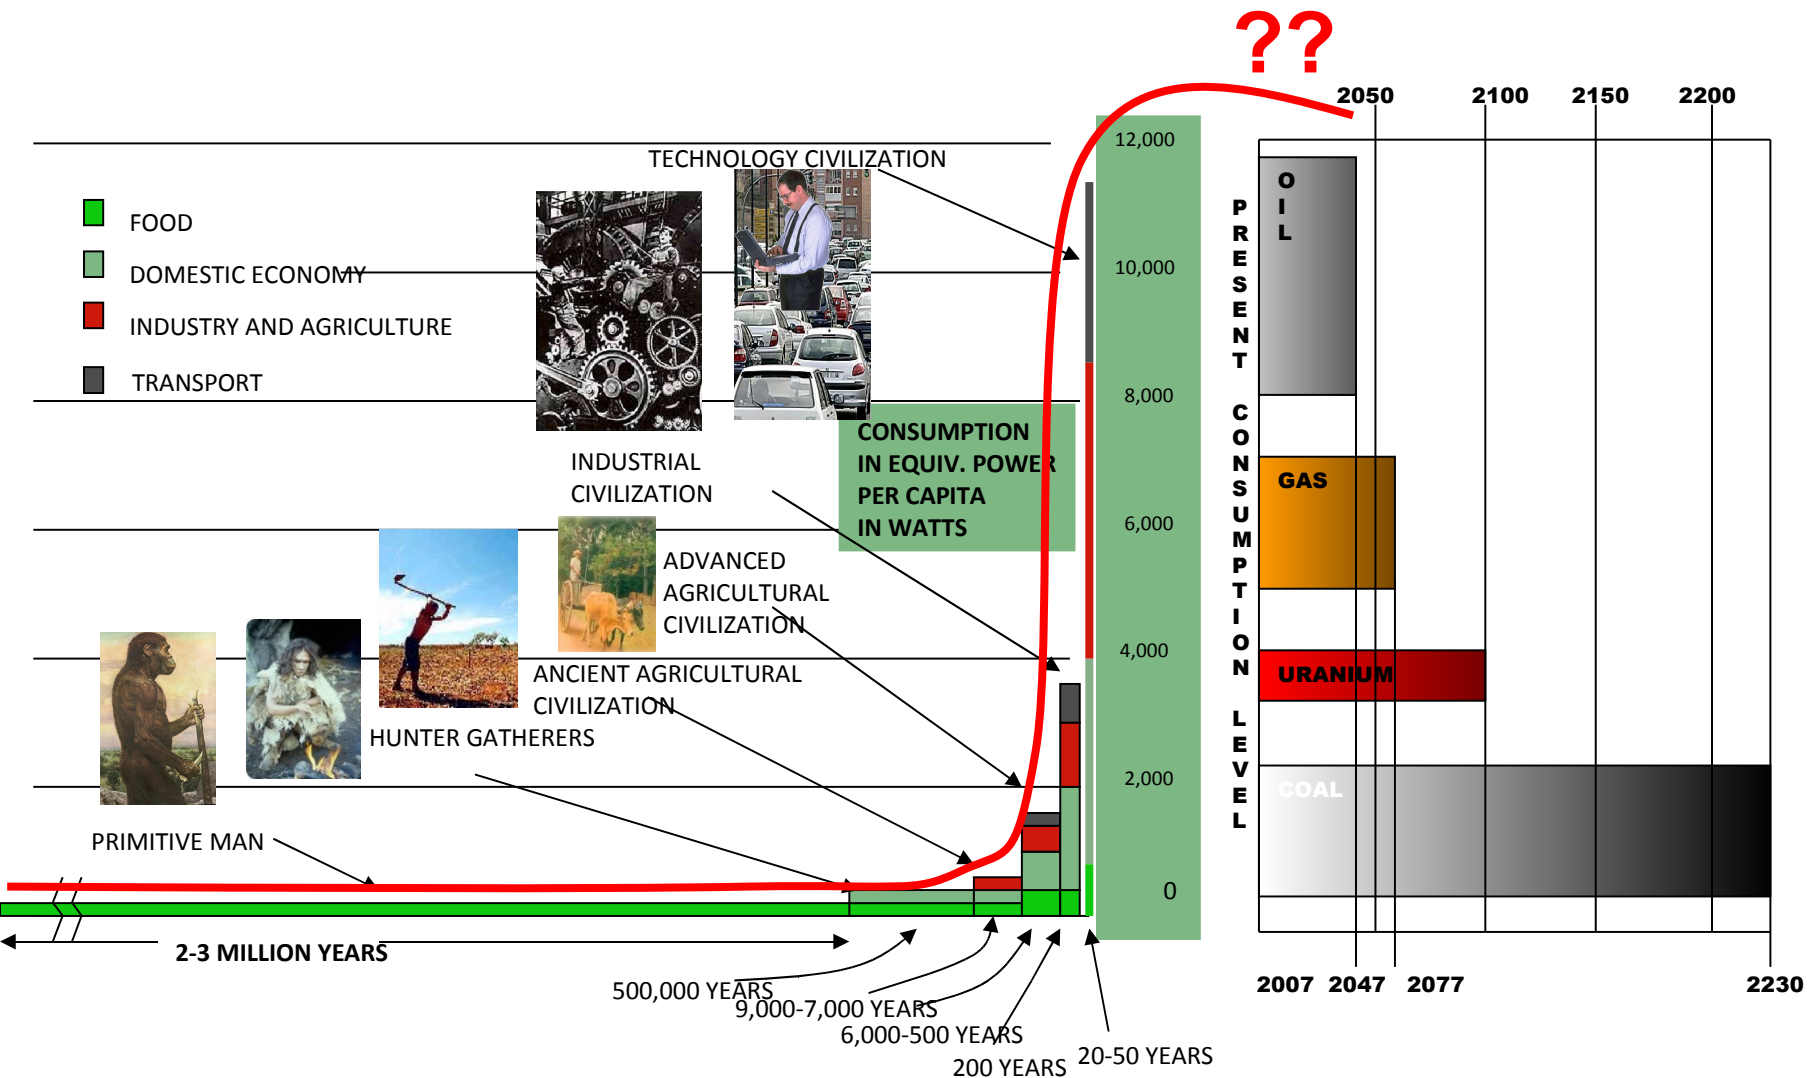 ??
2050
2100
2150
2200
12,000
TECHNOLOGY CIVILIZATION
FOOD
DOMESTIC ECONOMY
INDUSTRY AND AGRICULTURE
TRANSPORT
10,000
8,000
6,000
4,000
2,000
0
CONSUMPTION
IN EQUIV. POWER
PER CAPITA
IN WATTS
INDUSTRIAL
CIVILIZATION
ADVANCED
AGRICULTURAL
CIVILIZATION
ANCIENT AGRICULTURAL
CIVILIZATION
HUNTER GATHERERS
PRIMITIVE MAN
2-3 MILLION YEARS
500,000 YEARS
9,000-7,000 YEARS
6,000-500 YEARS
200 YEARS
20-50 YEARS
PRESENT CONSUMPTION LEVEL
OIL
GAS
URANIUM
COAL
2007
2047
2077
2230